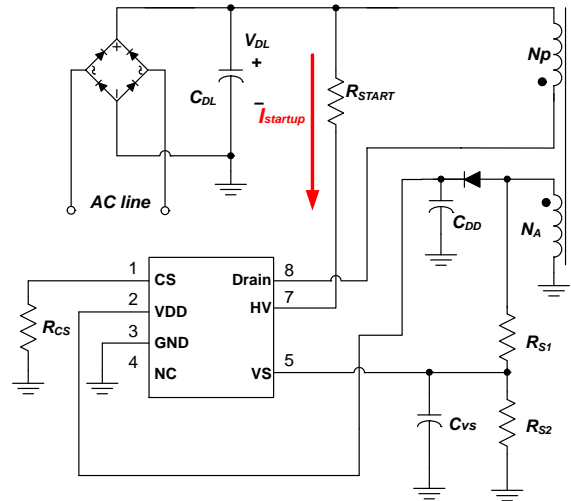 V_DL
+
Np
C_DL
R_START
–
I_startup
AC line
C_DD
N_A
1
CS
Drain
8
2
VDD
HV
7
R_CS
3
GND
4
NC
VS
5
R_S1
C_VS
R_S2